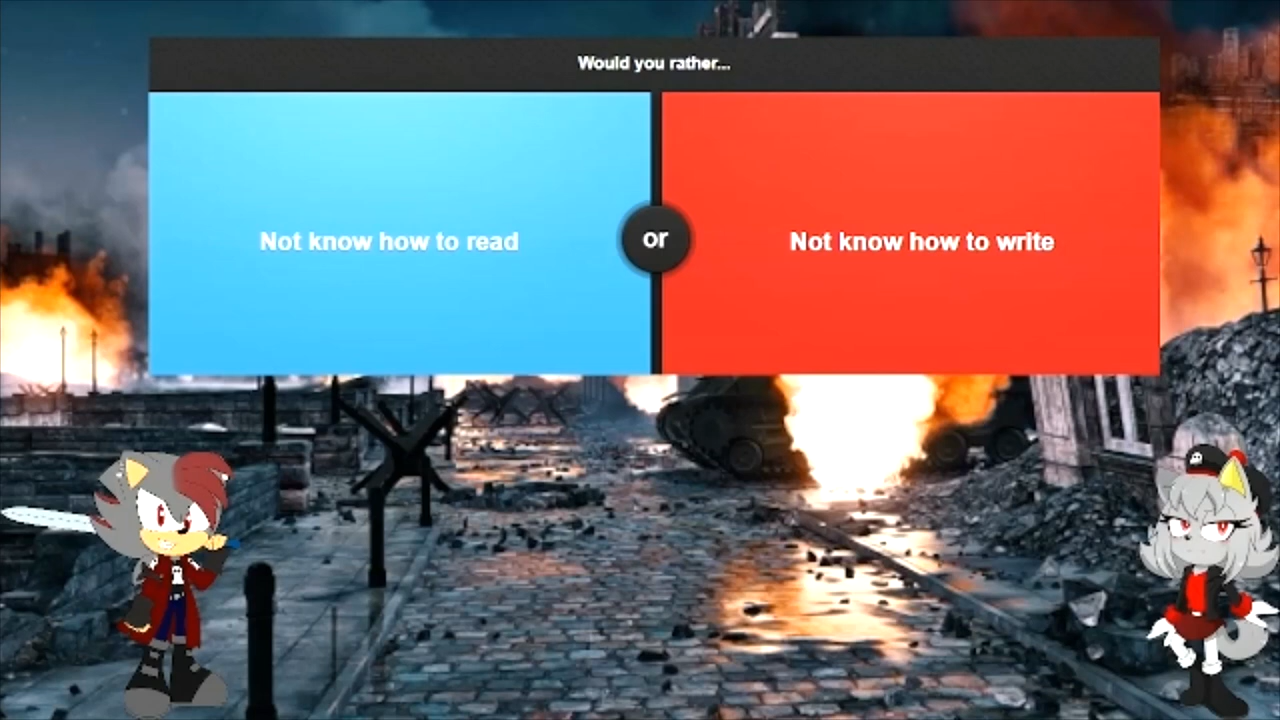 Would you rather...
Not know how to read
or
Not know how to write